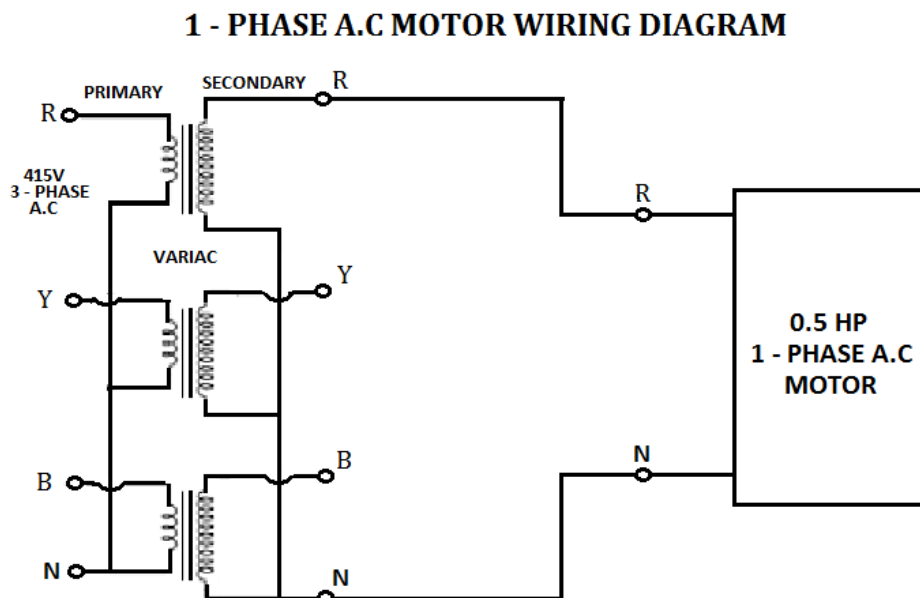 1 - PHASE A.C MOTOR WIRING DIAGRAM
PRIMARY
SECONDARY
R
R
415V
3 - PHASE
A.C
R
VARIAC
Y
Y
0.5 HP
1 - PHASE A.C
MOTOR
B
B
N
N
N